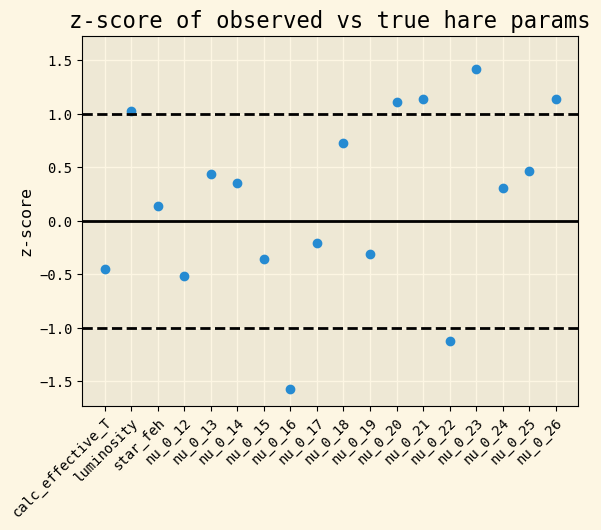 z-score of observed vs true hare params
z-score
1.5
1.0
0.5
0.0
−0.5
−1.0
−1.5
calc_effective_T
luminosity
star_feh
nu_0_12
nu_0_13
nu_0_14
nu_0_15
nu_0_16
nu_0_17
nu_0_18
nu_0_19
nu_0_20
nu_0_21
nu_0_22
nu_0_23
nu_0_24
nu_0_25
nu_0_26